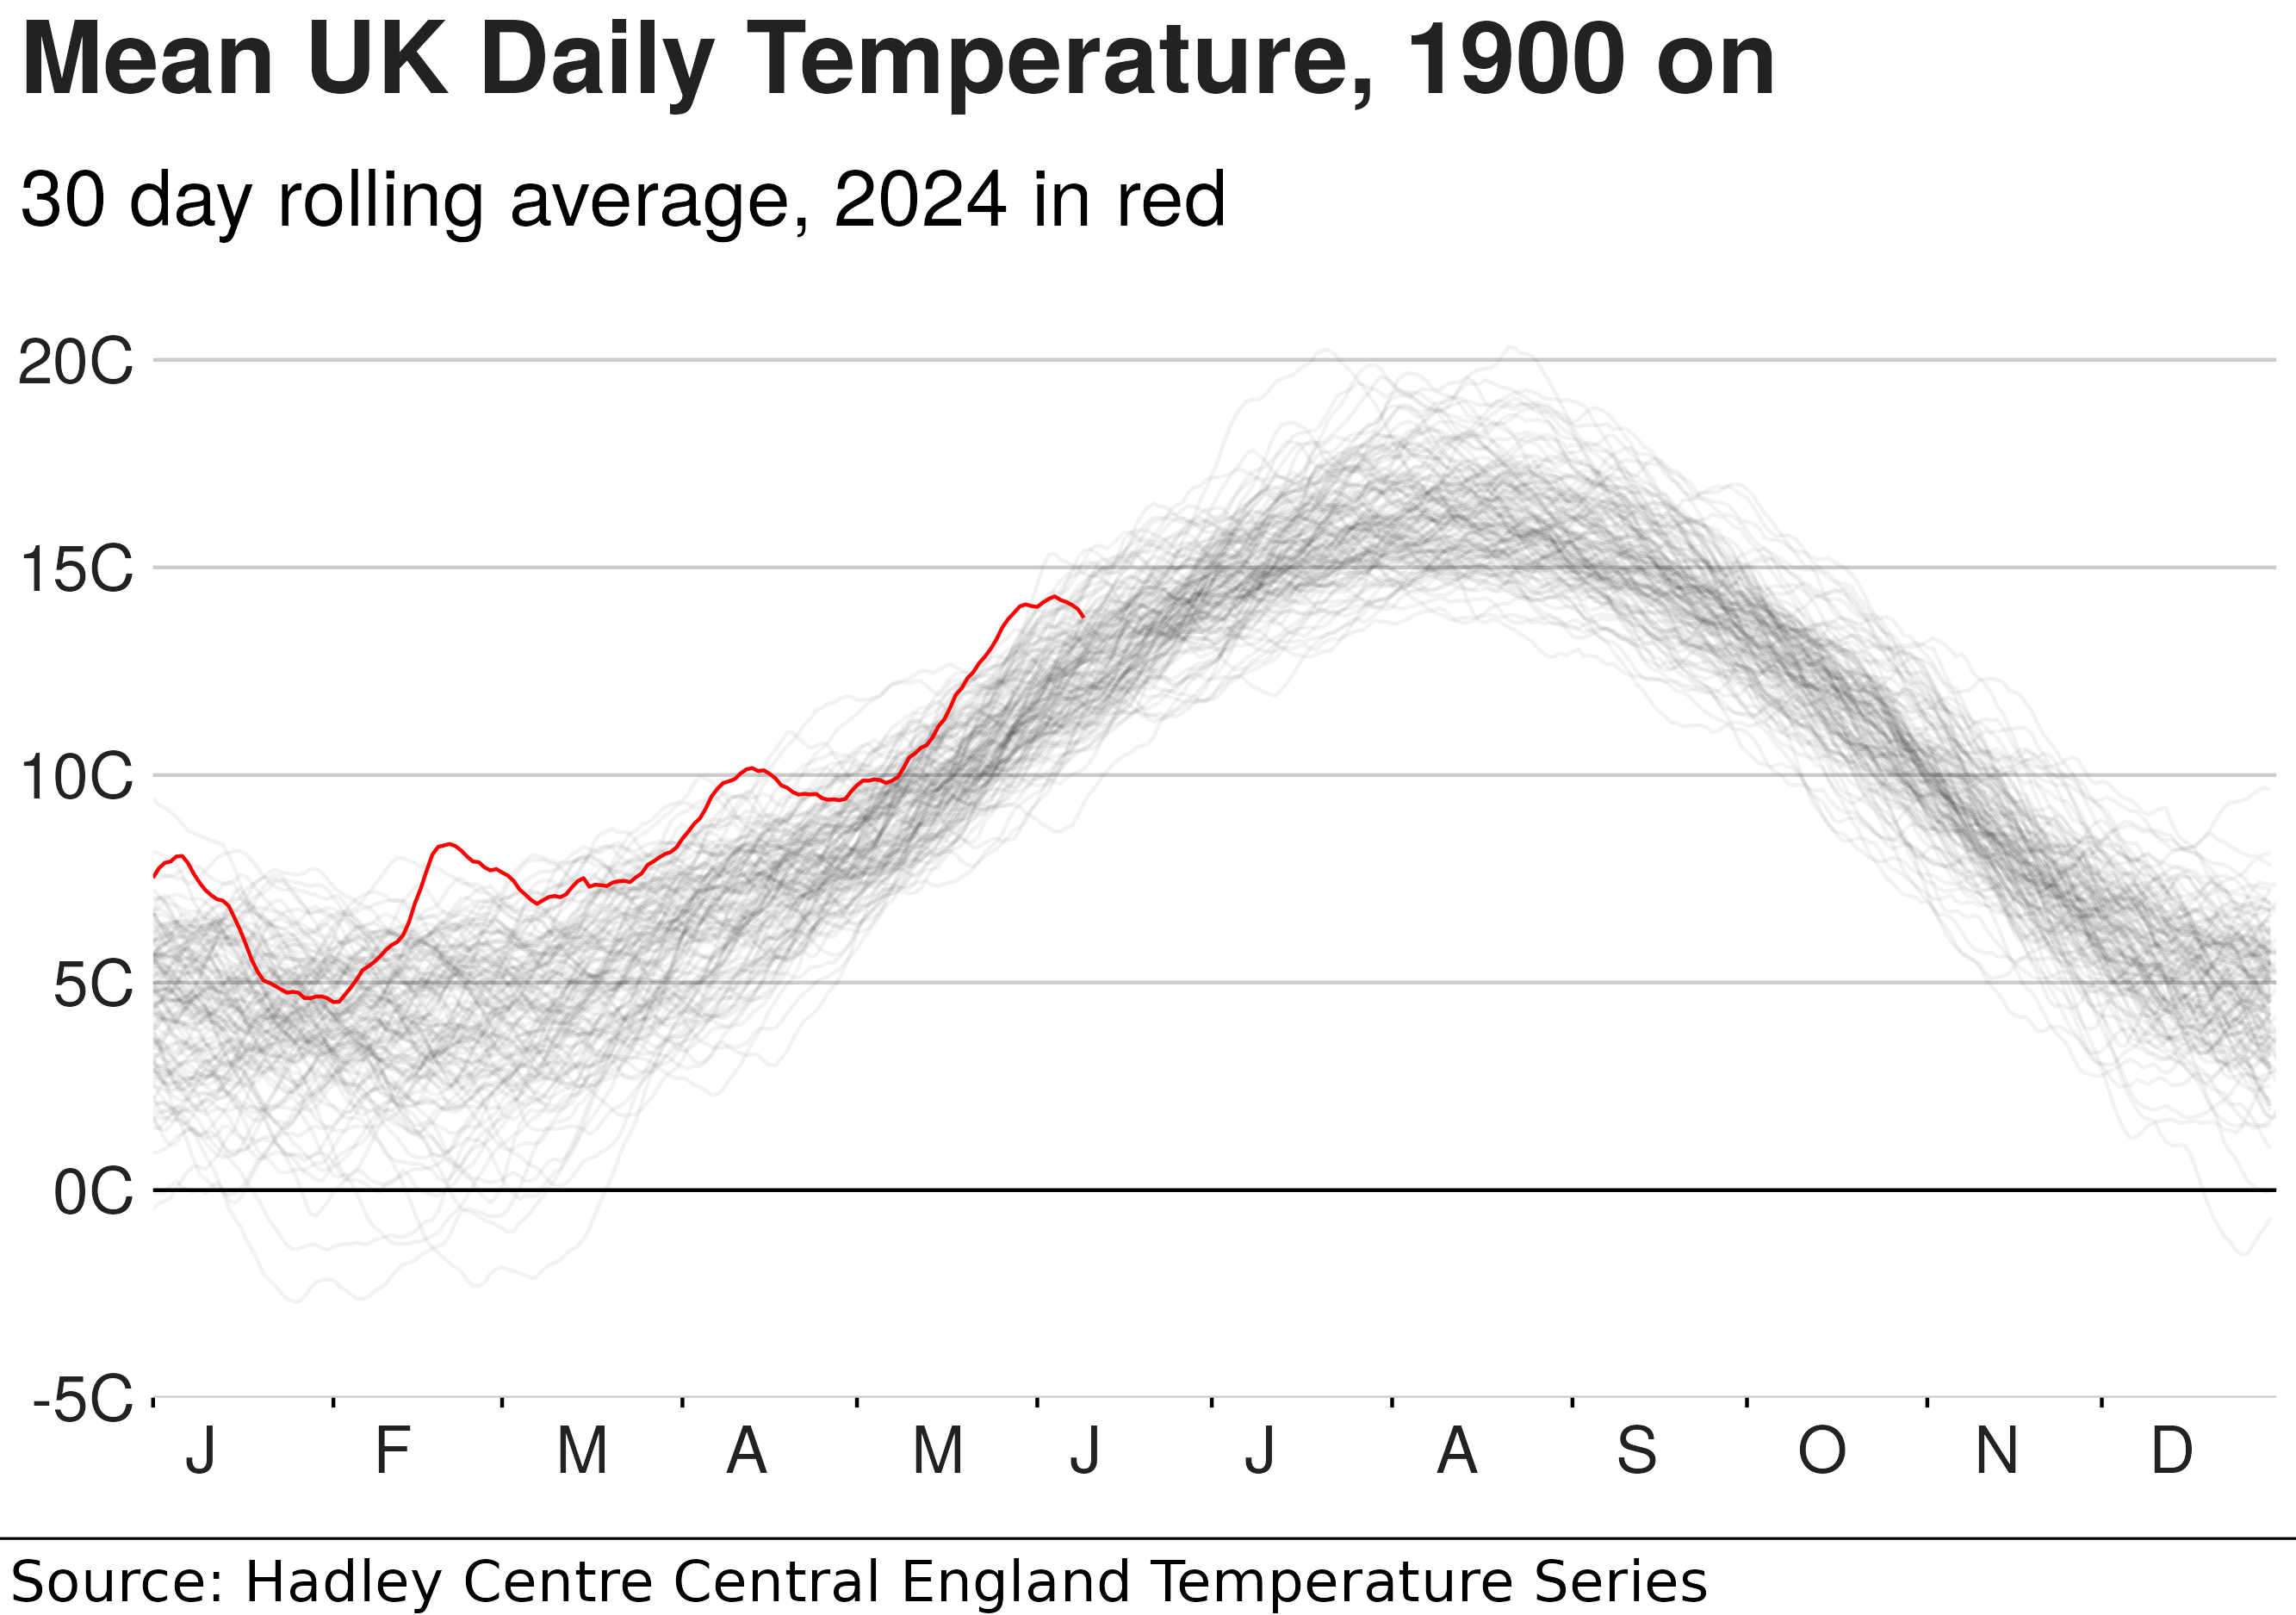 Mean UK Daily Temperature, 1900 on
30 day rolling average, 2024 in red
20C
15C
10C
5C
0C
-5C
J F M A M J J A S O N D
Source: Hadley Centre Central England Temperature Series